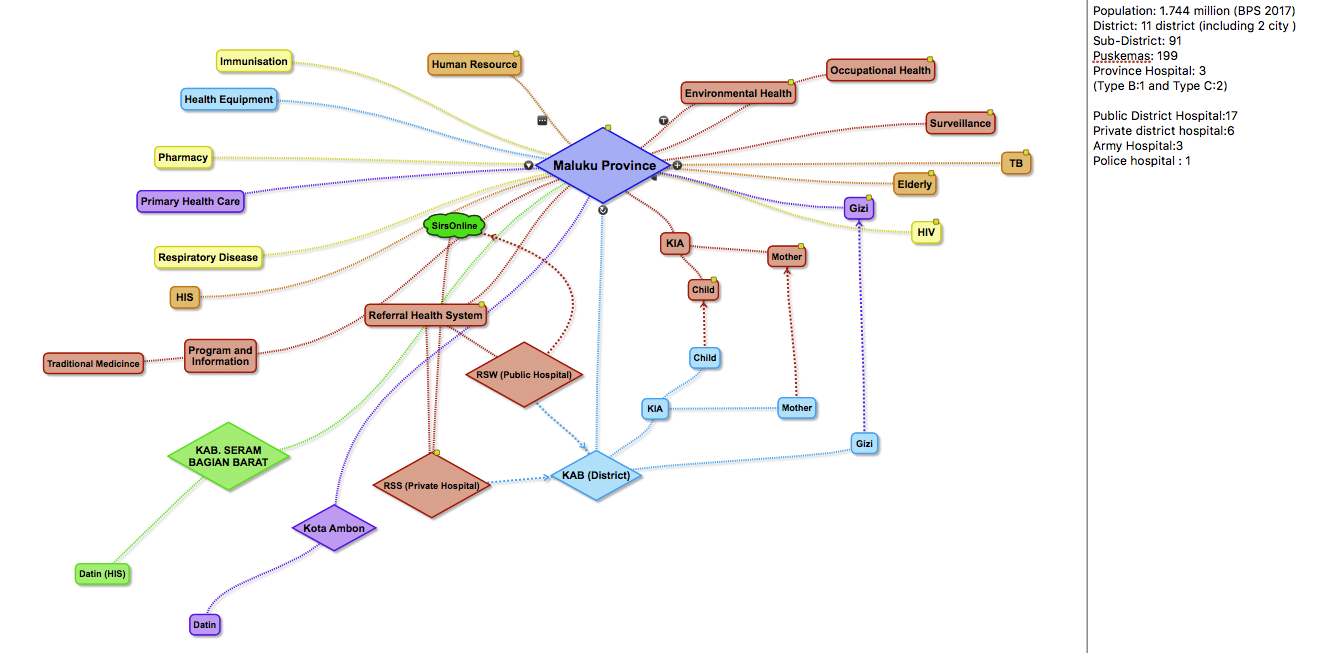 Immunisation
Human Resource
Health Equipment
Environmental Health
Occupational Health
Surveillance
Pharmacy
Maluku Province
TB
Primary Health Care
Elderly
SirsOnline
Gizi
HIV
Respiratory Disease
KIA
Mother
HIS
Child
Referral Health System
Traditional Medicince
Program and
Information
RSW (Public Hospital)
Child
KIA
Mother
Gizi
KAB. SERAM
BAGIAN BARAT
RSS (Private Hospital)
KAB (District)
Kota Ambon
Datin (HIS)
Datin
Population: 1.744 million (BPS 2017)
District: 11 district (including 2 city )
Sub-District: 91
Puskemas: 199
Province Hospital: 3
(Type B:1 and Type C:2)
Public District Hospital:17
Private district hospital:6
Army Hospital:3
Police hospital : 1